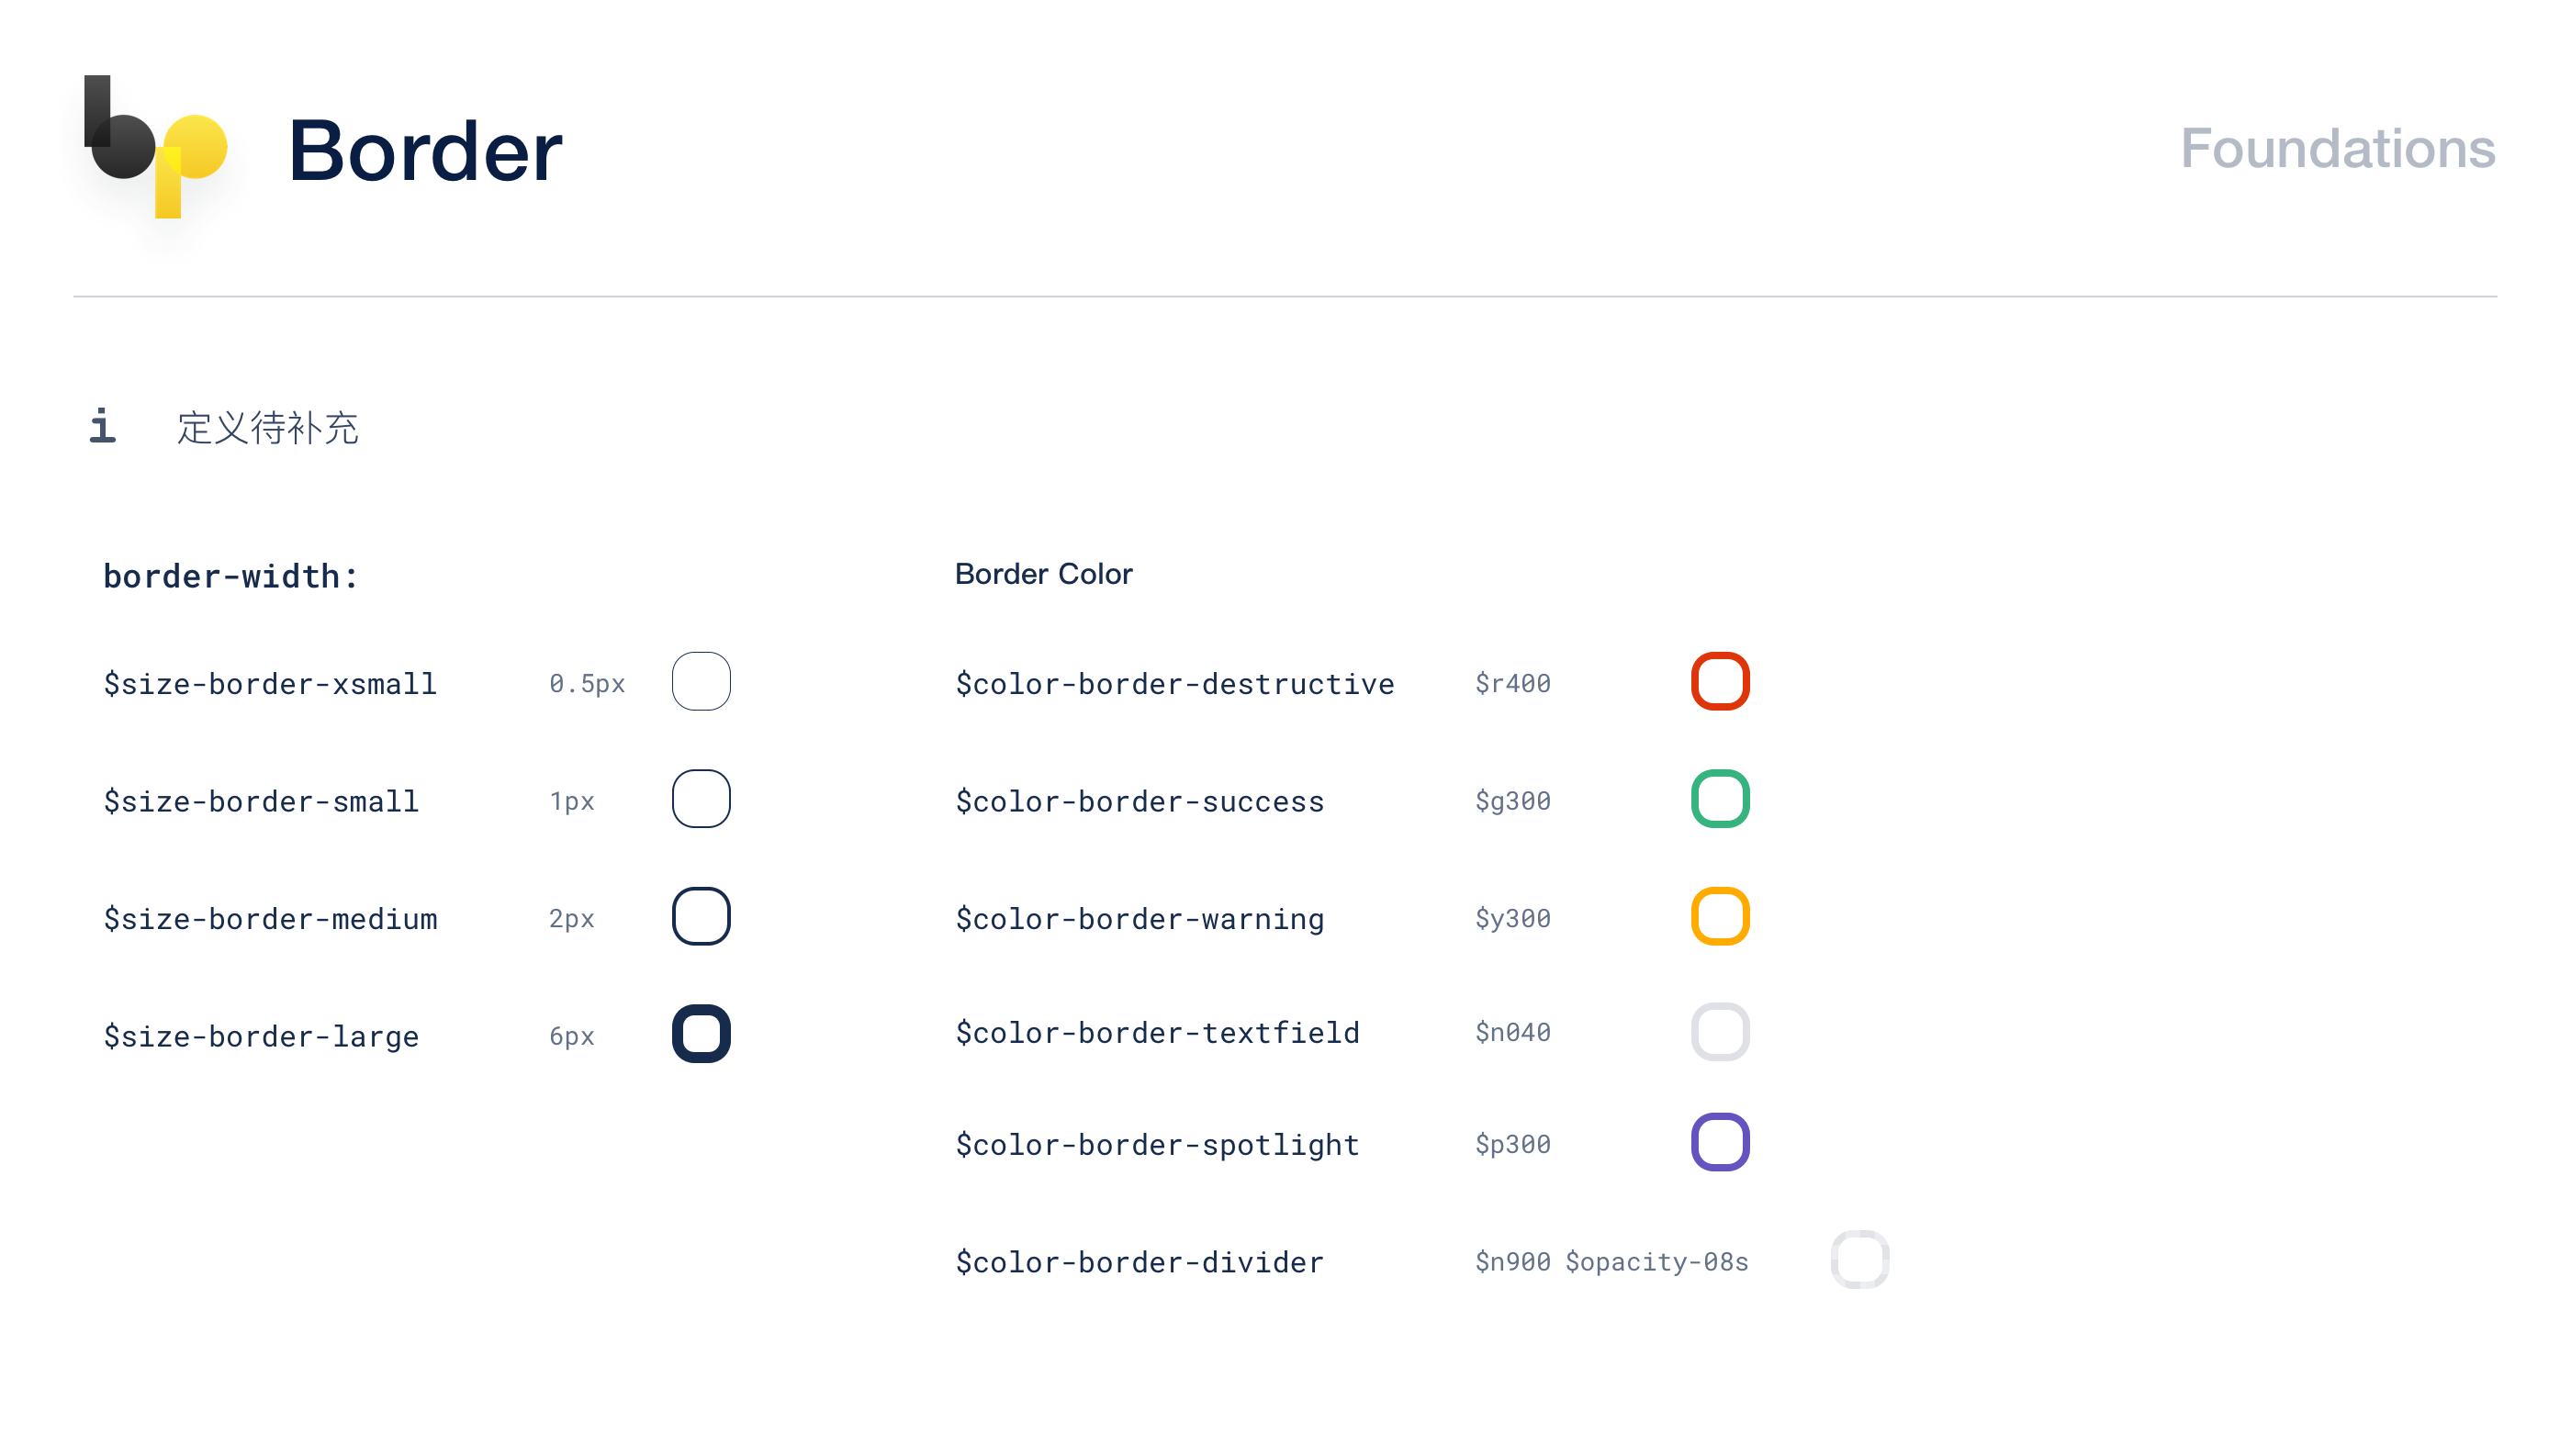 bp
Border
Foundations
i
定义待补充
border-width:
$size-border-xsmall 0.5px
$size-border-small 1px
$size-border-medium 2px
$size-border-large 6px
Border Color
$color-border-destructive $r400
$color-border-success $g300
$color-border-warning $y300
$color-border-textfield $n040
$color-border-spotlight $p300
$color-border-divider $n900 $opacity-08s